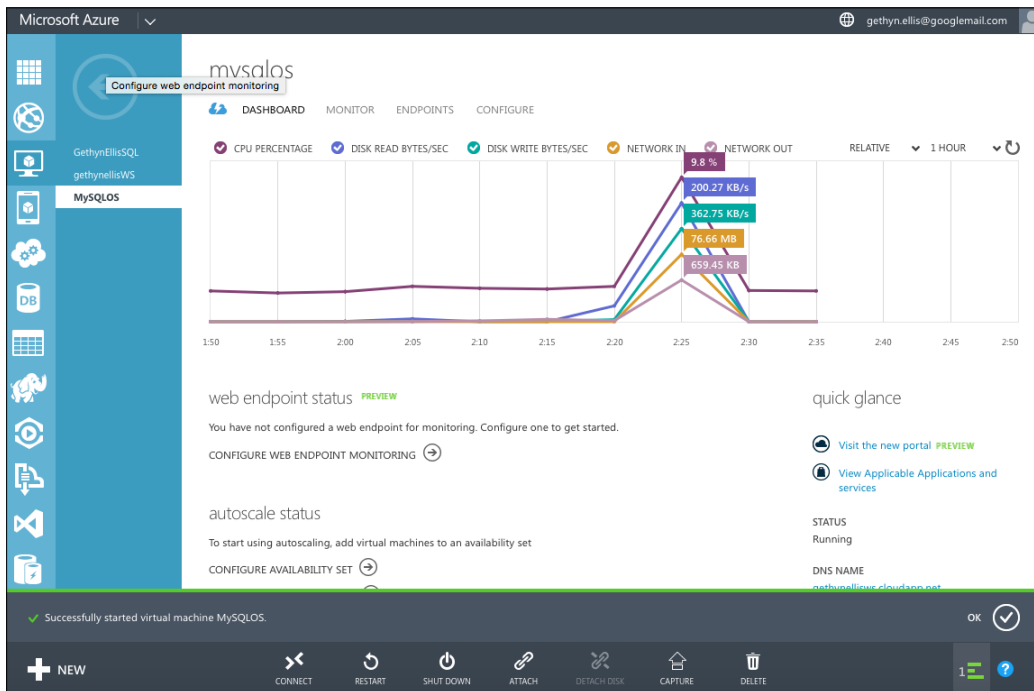 Microsoft Azure
gethyn.ellis@googlemail.com
mysqlos
Configure web endpoint monitoring
DASHBOARD MONITOR ENDPOINTS CONFIGURE
GethynEllisSQL
gethynellisWS
MySQLOS
CPU PERCENTAGE DISK READ BYTES/SEC DISK WRITE BYTES/SEC NETWORK IN NETWORK OUT RELATIVE 1 HOUR
9.8 %
200.27 KB/s
362.75 KB/s
76.66 MB
659.45 KB
1:50 1:55 2:00 2:05 2:10 2:15 2:20 2:25 2:30 2:35 2:40 2:45 2:50
DB
web endpoint status PREVIEW
You have not configured a web endpoint for monitoring. Configure one to get started.
CONFIGURE WEB ENDPOINT MONITORING
autoscale status
To start using autoscaling, add virtual machines to an availability set
CONFIGURE AVAILABILITY SET
quick glance
Visit the new portal PREVIEW
View Applicable Applications and
services
STATUS
Running
DNS NAME
gethynellisws.cloudapp.net
Successfully started virtual machine MySQLOS.
OK
NEW
CONNECT RESTART SHUT DOWN ATTACH DETACH DISK CAPTURE DELETE
1
?